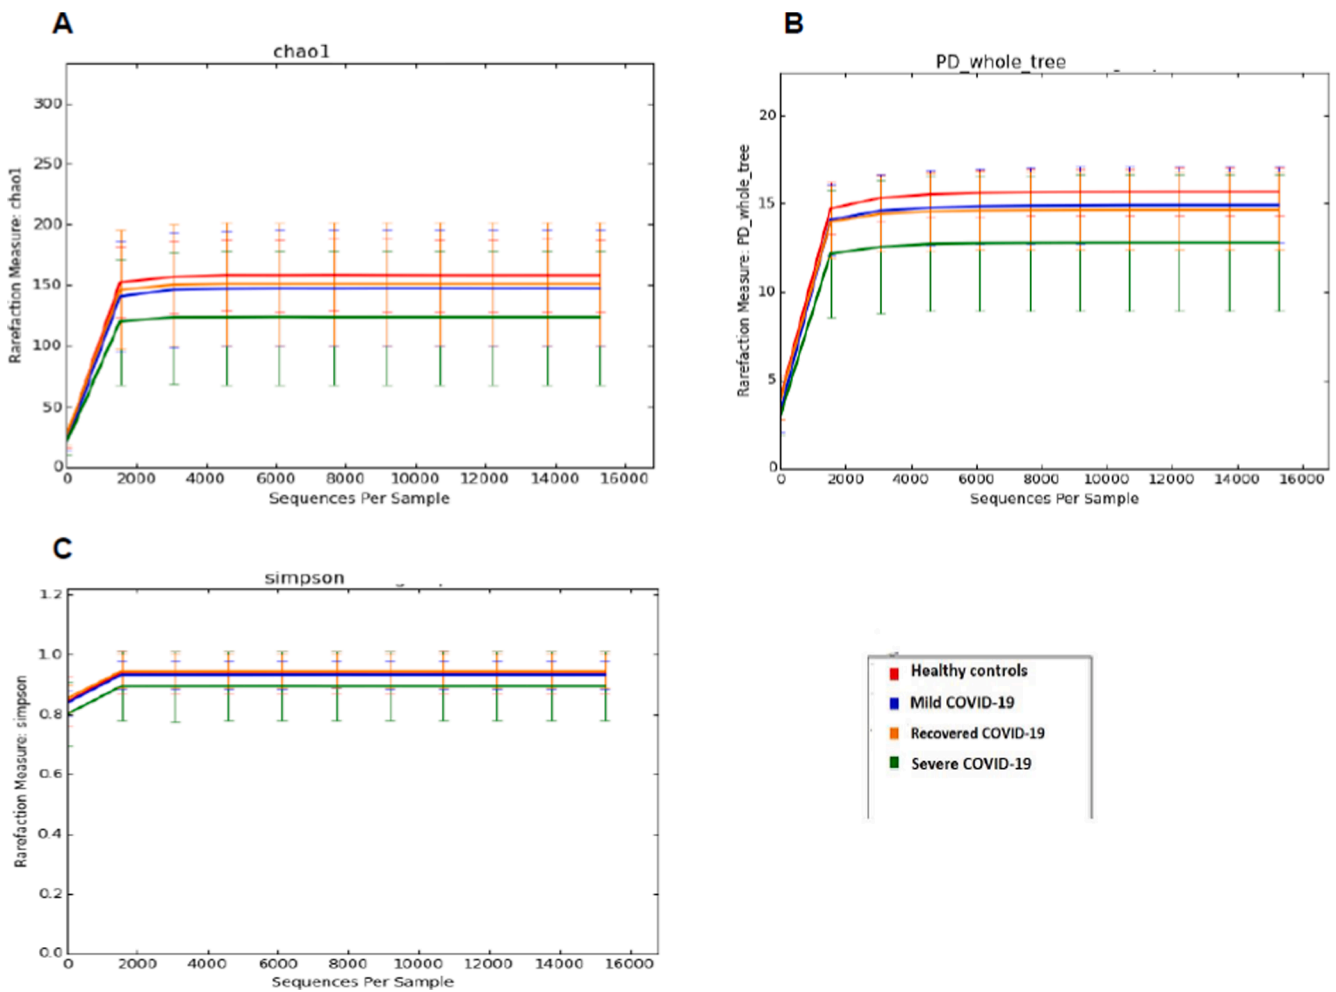 A
chao1
Rarefaction Measure: chao1
300
250
200
150
100
50
0
0 2000 4000 6000 8000 10000 12000 14000 16000
Sequences Per Sample
B
PD_whole_tree
Rarefaction Measure: PD_whole_tree
20
15
10
5
0
0 2000 4000 6000 8000 10000 12000 14000 16000
Sequences Per Sample
C
simpson
Rarefaction Measure: simpson
1.2
1.0
0.8
0.6
0.4
0.2
0.0
0 2000 4000 6000 8000 10000 12000 14000 16000
Sequences Per Sample
Healthy controls
Mild COVID-19
Recovered COVID-19
Severe COVID-19